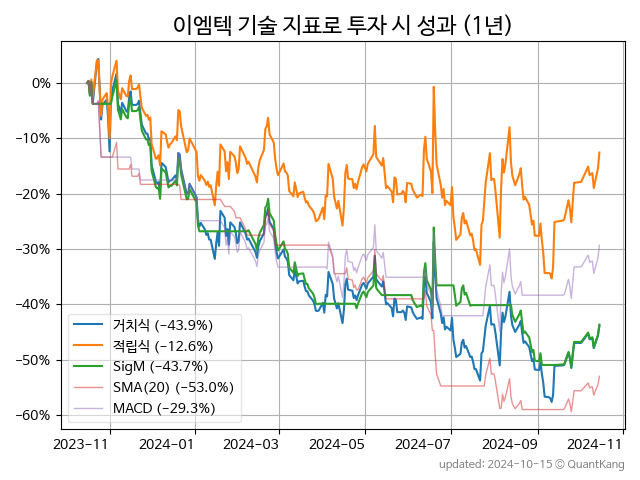 이엠텍 기술 지표로 투자 시 성과 (1년)
0%
−10%
−20%
−30%
−40%
−50%
−60%
거치식 (−43.9%)
적립식 (−12.6%)
SigM (−43.7%)
SMA(20) (−53.0%)
MACD (−29.3%)
2023−11 2024−01 2024−03 2024−05 2024−07 2024−09 2024−11
updated: 2024-10-15 © QuantKang